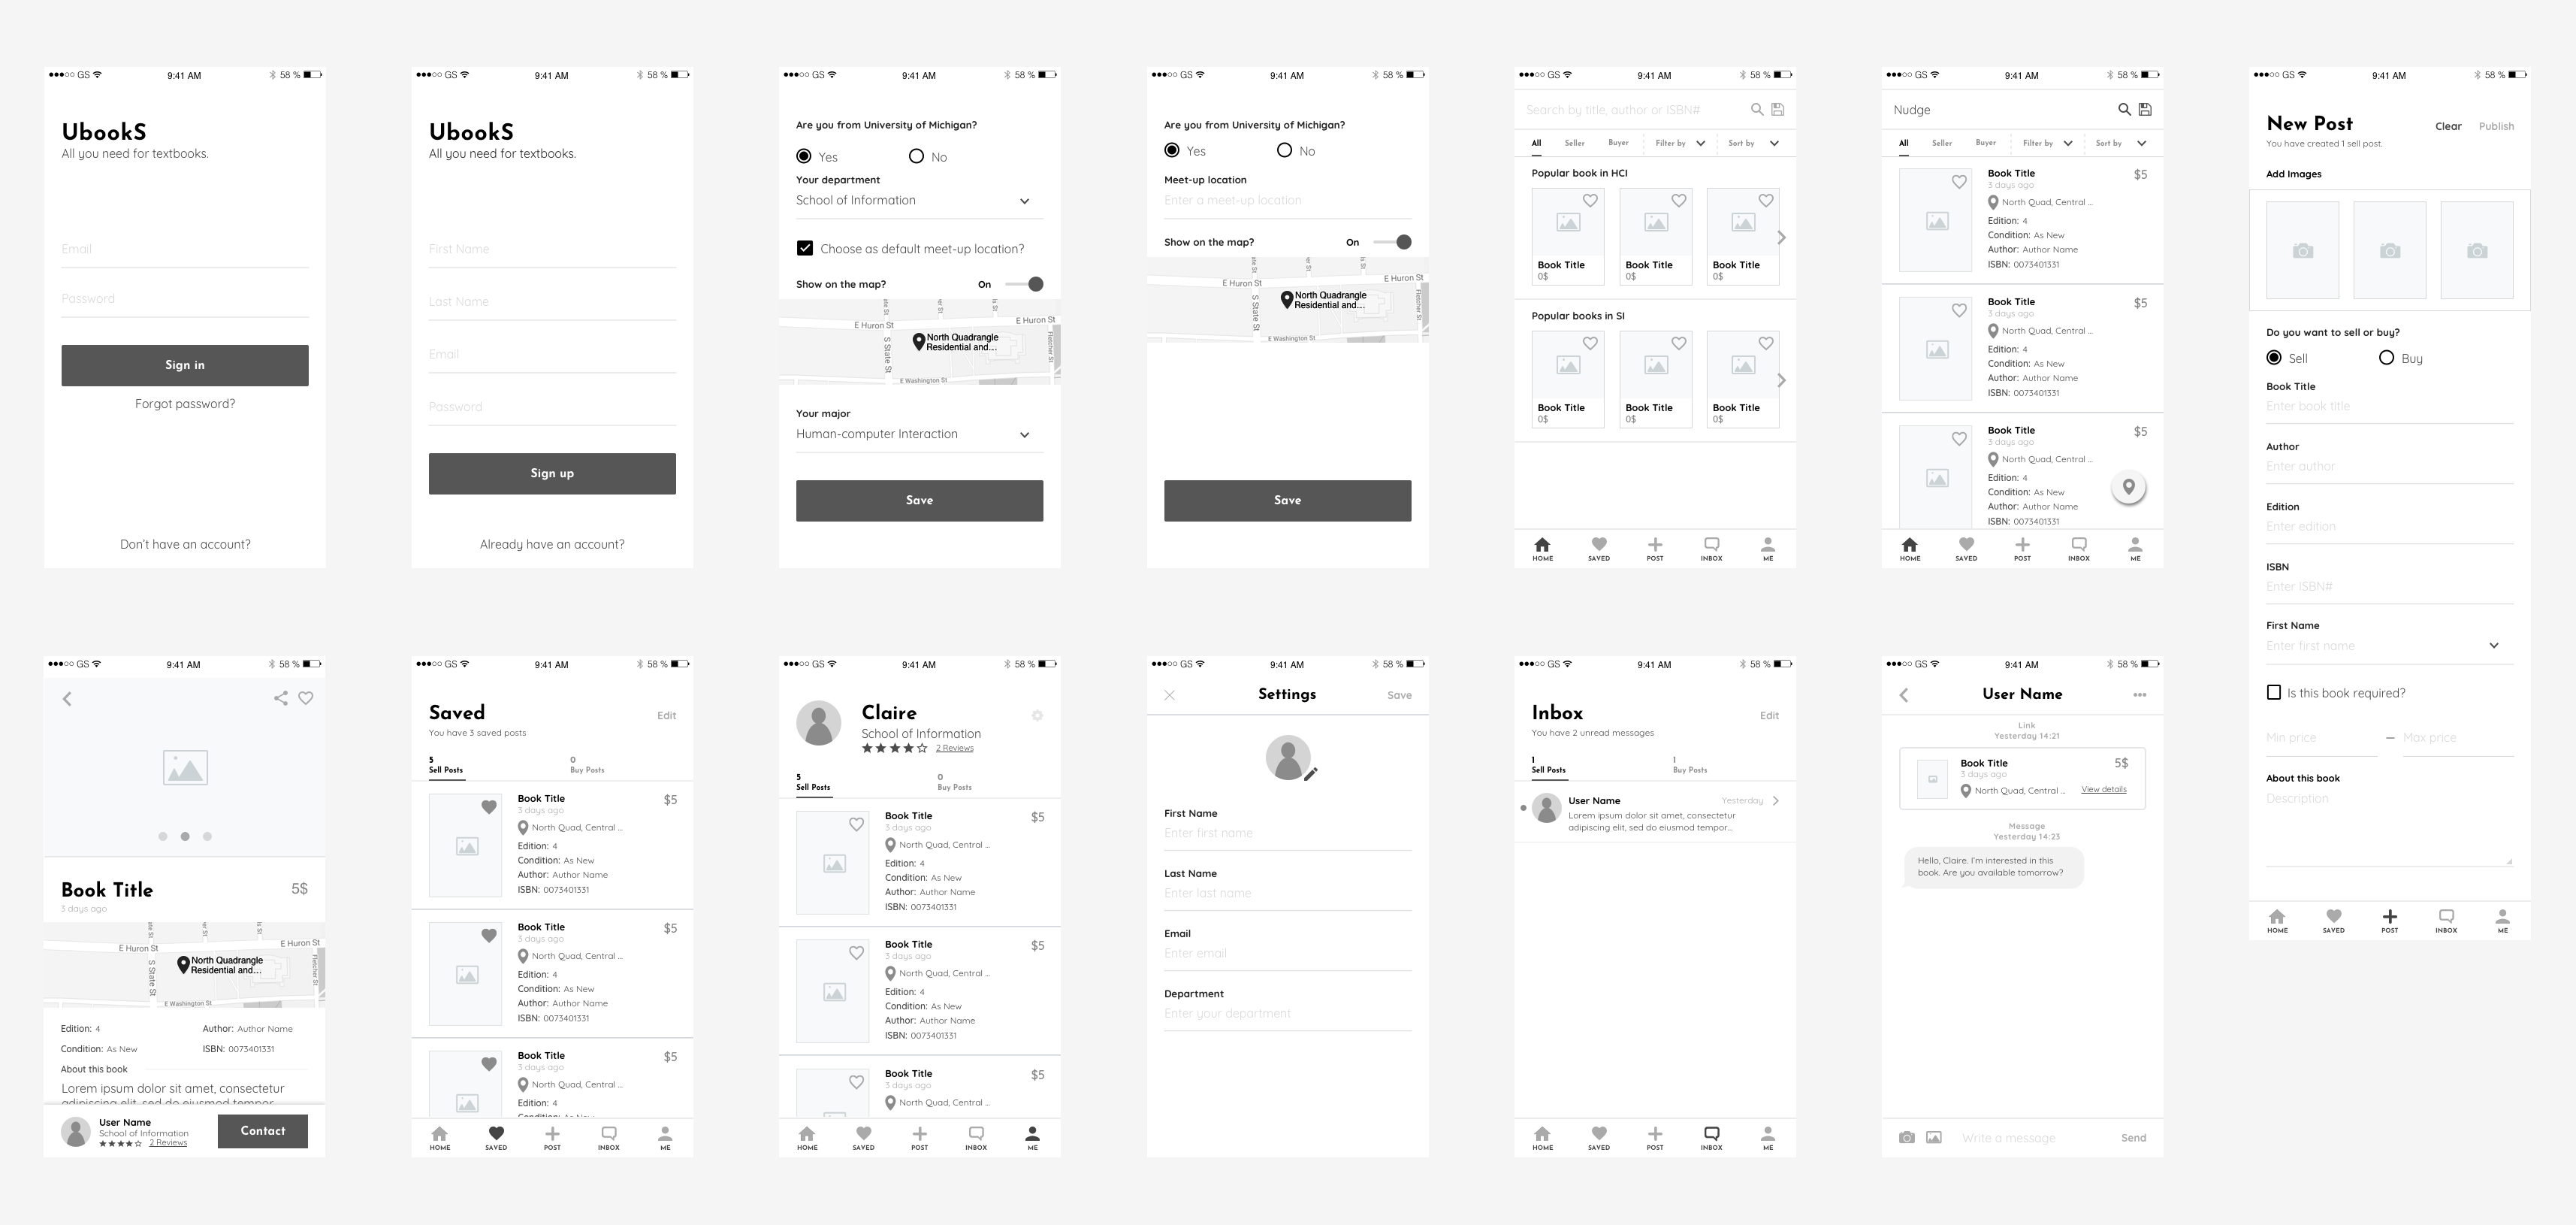 GS 9:41 AM 58 %
UbookS
All you need for textbooks.
Email
Password
Sign in
Forgot password?
Don't have an account?
GS 9:41 AM 58 %
UbookS
All you need for textbooks.
First Name
Last Name
Email
Password
Sign up
Already have an account?
GS 9:41 AM 58 %
Are you from University of Michigan?
Yes No
Your department
School of Information
Choose as default meet-up location?
Show on the map? On
E Huron St E Huron St
S State St
North Quadrangle
Residential and...
Fletcher St
E Washington St
Your major
Human-computer Interaction
Save
GS 9:41 AM 58 %
Are you from University of Michigan?
Yes No
Meet-up location
Enter a meet-up location
Show on the map? On
E Huron St E Huron St
S State St
North Quadrangle
Residential and...
Fletcher St
E Washington St
Save
GS 9:41 AM 58 %
Search by title, author or ISBN#
All Seller Buyer Filter by Sort by
Popular book in HCI
Book Title Book Title Book Title
0$ 0$ 0$
Popular books in SI
Book Title Book Title Book Title
0$ 0$ 0$
HOME SAVED POST INBOX ME
GS 9:41 AM 58 %
Nudge
All Seller Buyer Filter by Sort by
Book Title $5
3 days ago
North Quad, Central ...
Edition: 4
Condition: As New
Author: Author Name
ISBN: 0073401331
Book Title $5
3 days ago
North Quad, Central ...
Edition: 4
Condition: As New
Author: Author Name
ISBN: 0073401331
Book Title $5
3 days ago
North Quad, Central ...
Edition: 4
Condition: As New
Author: Author Name
ISBN: 0073401331
HOME SAVED POST INBOX ME
GS 9:41 AM 58 %
New Post Clear Publish
You have created 1 sell post.
Add Images
Do you want to sell or buy?
Sell Buy
Book Title
Enter book title
Author
Enter author
Edition
Enter edition
ISBN
Enter ISBN#
First Name
Enter first name
Is this book required?
Min price – Max price
About this book
Description
HOME SAVED POST INBOX ME
GS 9:41 AM 58 %
Book Title 5$
3 days ago
E Huron St E Huron St
S State St
North Quadrangle
Residential and...
Fletcher St
E Washington St
Edition: 4 Author: Author Name
Condition: As New ISBN: 0073401331
About this book
Lorem ipsum dolor sit amet, consectetur
adipiscing elit, sed do eiusmod tempor
User Name
School of Information
2 Reviews
Contact
GS 9:41 AM 58 %
Saved Edit
You have 3 saved posts
5 0
Sell Posts Buy Posts
Book Title $5
3 days ago
North Quad, Central ...
Edition: 4
Condition: As New
Author: Author Name
ISBN: 0073401331
Book Title $5
3 days ago
North Quad, Central ...
Edition: 4
Condition: As New
Author: Author Name
ISBN: 0073401331
Book Title $5
3 days ago
North Quad, Central ...
Edition: 4
Condition: As New
HOME SAVED POST INBOX ME
GS 9:41 AM 58 %
Claire
School of Information
2 Reviews
5 0
Sell Posts Buy Posts
Book Title $5
3 days ago
North Quad, Central ...
Edition: 4
Condition: As New
Author: Author Name
ISBN: 0073401331
Book Title $5
3 days ago
North Quad, Central ...
Edition: 4
Condition: As New
Author: Author Name
ISBN: 0073401331
Book Title $5
3 days ago
North Quad, Central ...
HOME SAVED POST INBOX ME
GS 9:41 AM 58 %
Settings Save
First Name
Enter first name
Last Name
Enter last name
Email
Enter email
Department
Enter your department
GS 9:41 AM 58 %
Inbox Edit
You have 2 unread messages
1 1
Sell Posts Buy Posts
User Name Yesterday
Lorem ipsum dolor sit amet, consectetur
adipiscing elit, sed do eiusmod tempor...
HOME SAVED POST INBOX ME
GS 9:41 AM 58 %
User Name
Link
Yesterday 14:21
Book Title 5$
3 days ago
North Quad, Central ... View details
Message
Yesterday 14:23
Hello, Claire. I'm interested in this
book. Are you available tomorrow?
Write a message Send